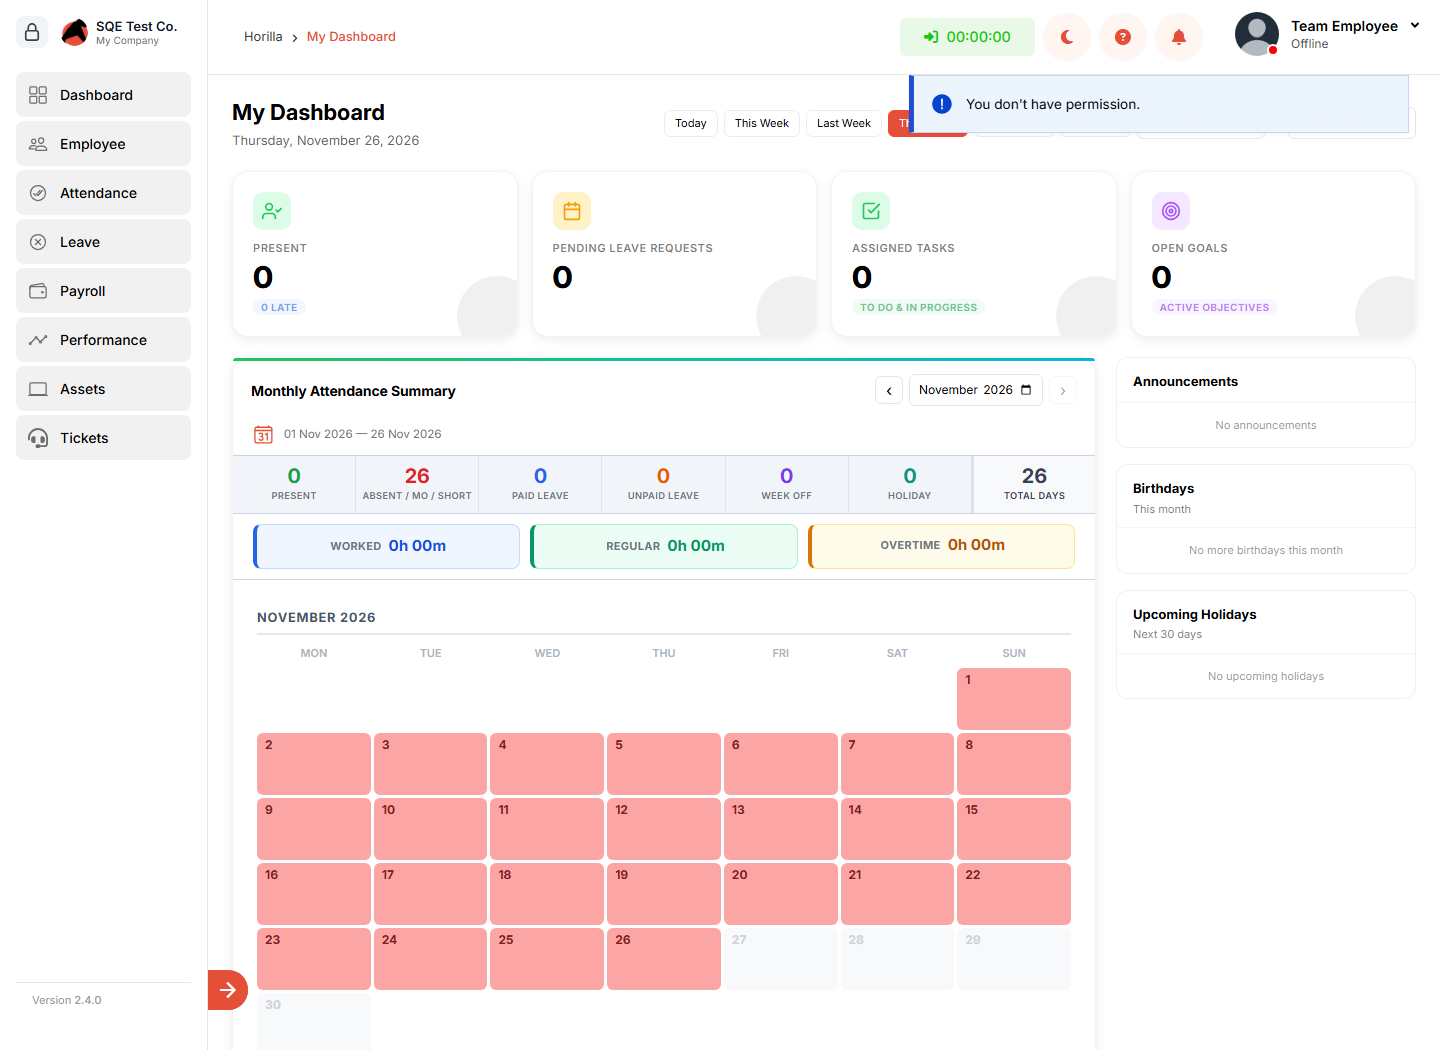 SQE Test Co.
My Company
Dashboard
Employee
Attendance
Leave
Payroll
Performance
Assets
Tickets
Version 2.4.0
Horilla
My Dashboard
00:00:00
Team Employee
Offline
You don't have permission.
My Dashboard
Thursday, November 26, 2026
Today
This Week
Last Week
PRESENT
0
0 LATE
PENDING LEAVE REQUESTS
0
ASSIGNED TASKS
0
TO DO & IN PROGRESS
OPEN GOALS
0
ACTIVE OBJECTIVES
Monthly Attendance Summary
November 2026
31
01 Nov 2026 — 26 Nov 2026
0 26 0 0 0 0 26
PRESENT ABSENT / MO / SHORT PAID LEAVE UNPAID LEAVE WEEK OFF HOLIDAY TOTAL DAYS
WORKED 0h 00m
REGULAR 0h 00m
OVERTIME 0h 00m
NOVEMBER 2026
MON TUE WED THU FRI SAT SUN
1
2 3 4 5 6 7 8
9 10 11 12 13 14 15
16 17 18 19 20 21 22
23 24 25 26 27 28 29
30
Announcements
No announcements
Birthdays
This month
No more birthdays this month
Upcoming Holidays
Next 30 days
No upcoming holidays